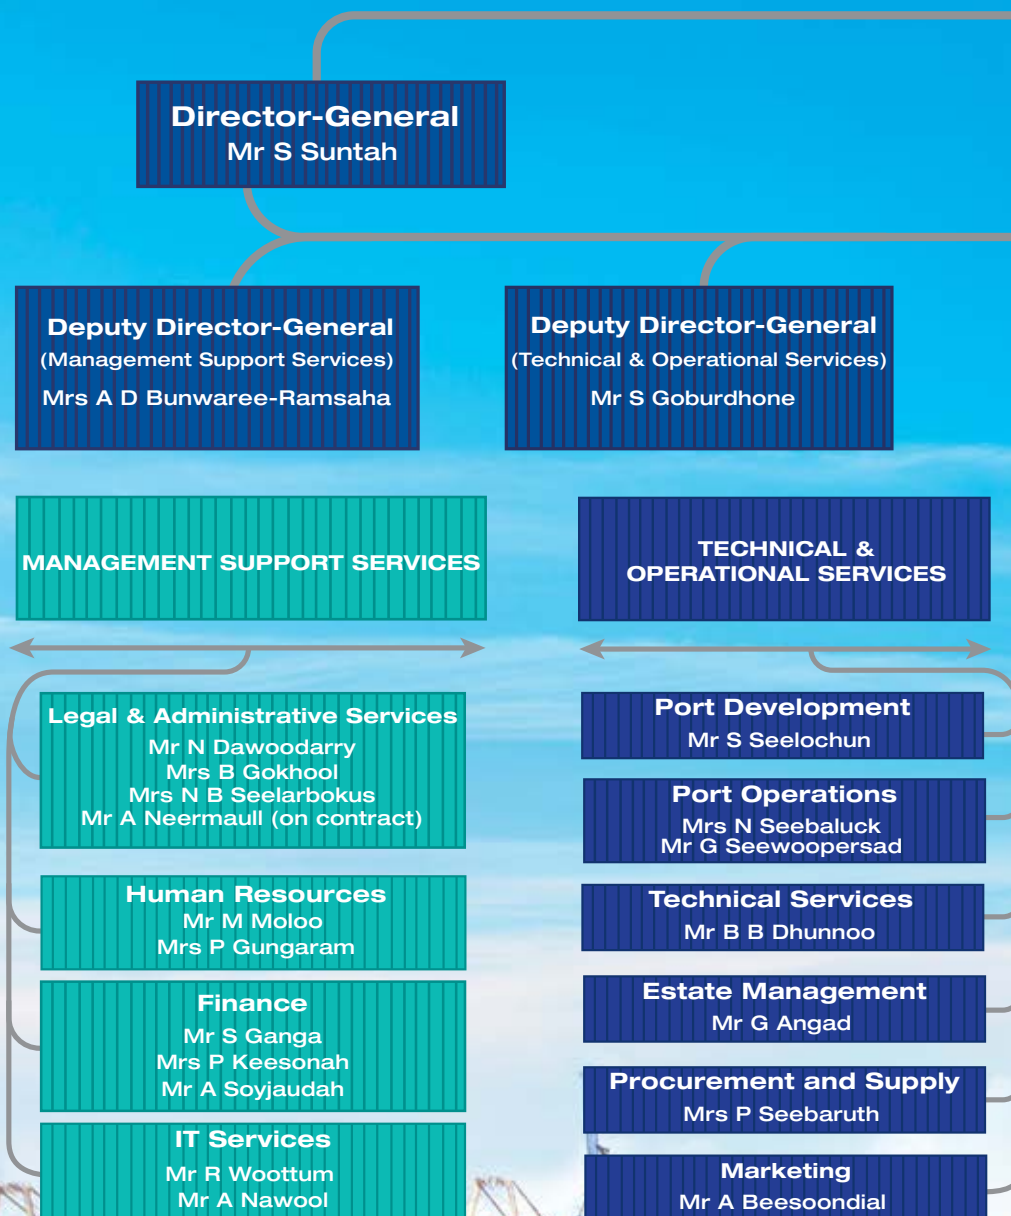 Director-General
Mr S Suntah
Deputy Director-General
(Management Support Services)
Mrs A D Bunwaree-Ramsaha
Deputy Director-General
(Technical & Operational Services)
Mr S Goburdhone
MANAGEMENT SUPPORT SERVICES
Legal & Administrative Services
Mr N Dawoodarry
Mrs B Gokhool
Mrs N B Seelarbokus
Mr A Neermaull (on contract)
Human Resources
Mr M Moloo
Mrs P Gungaram
Finance
Mr S Ganga
Mrs P Keesonah
Mr A Soyjaudah
IT Services
Mr R Woottum
Mr A Nawool
TECHNICAL &
OPERATIONAL SERVICES
Port Development
Mr S Seelochun
Port Operations
Mrs N Seebaluck
Mr G Seewoopersad
Technical Services
Mr B B Dhunnoo
Estate Management
Mr G Angad
Procurement and Supply
Mrs P Seebaruth
Marketing
Mr A Beesoondial